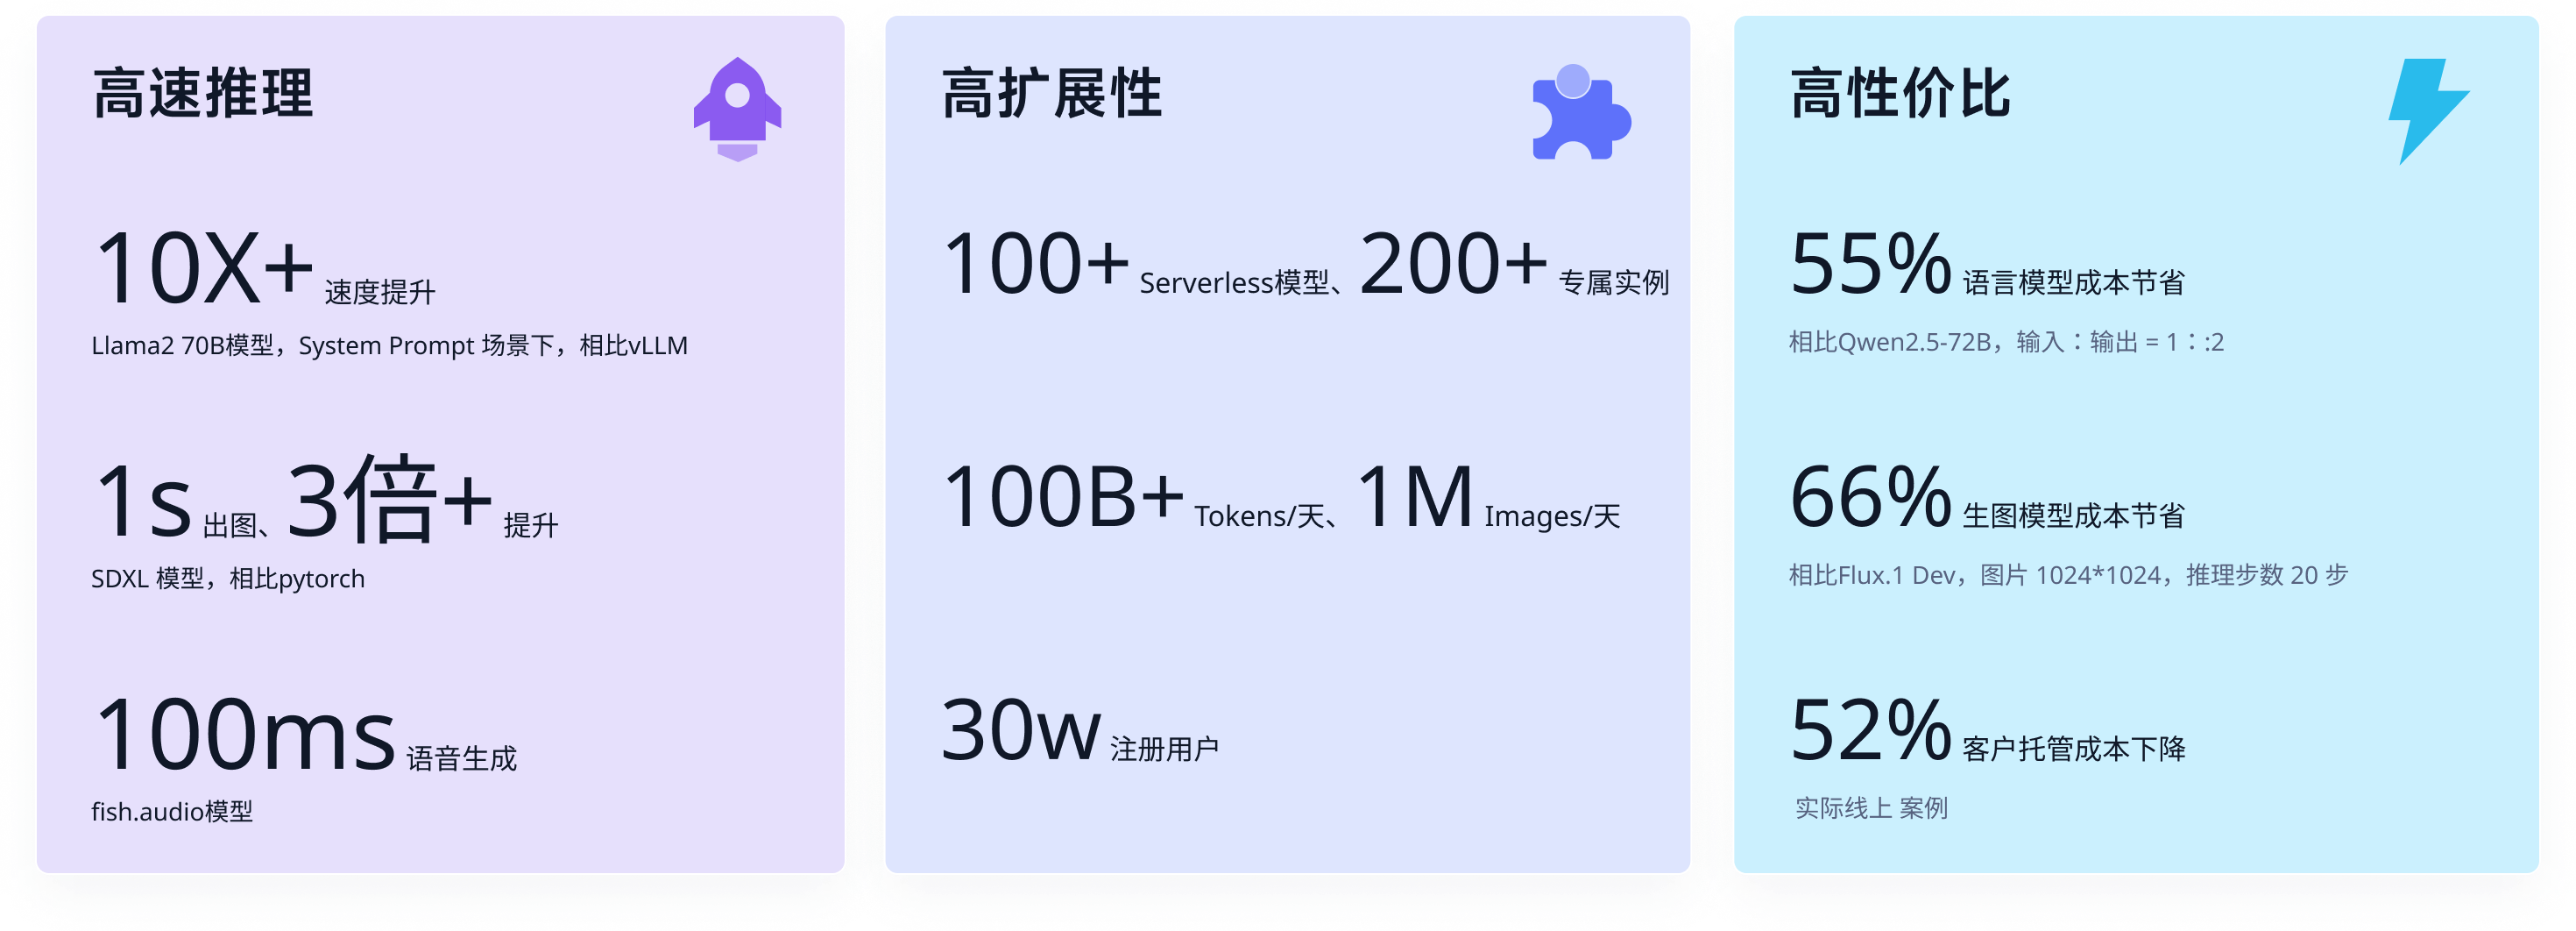 高速推理
10X+ 速度提升
Llama2 70B模型，System Prompt 场景下，相比vLLM
1s 出图、3倍+ 提升
SDXL 模型，相比pytorch
100ms 语音生成
fish.audio模型
高扩展性
100+ Serverless模型、200+ 专属实例
100B+ Tokens/天、1M Images/天
30w 注册用户
高性价比
55% 语言模型成本节省
相比Qwen2.5-72B，输入：输出 = 1：:2
66% 生图模型成本节省
相比Flux.1 Dev，图片 1024*1024，推理步数 20 步
52% 客户托管成本下降
实际线上 案例